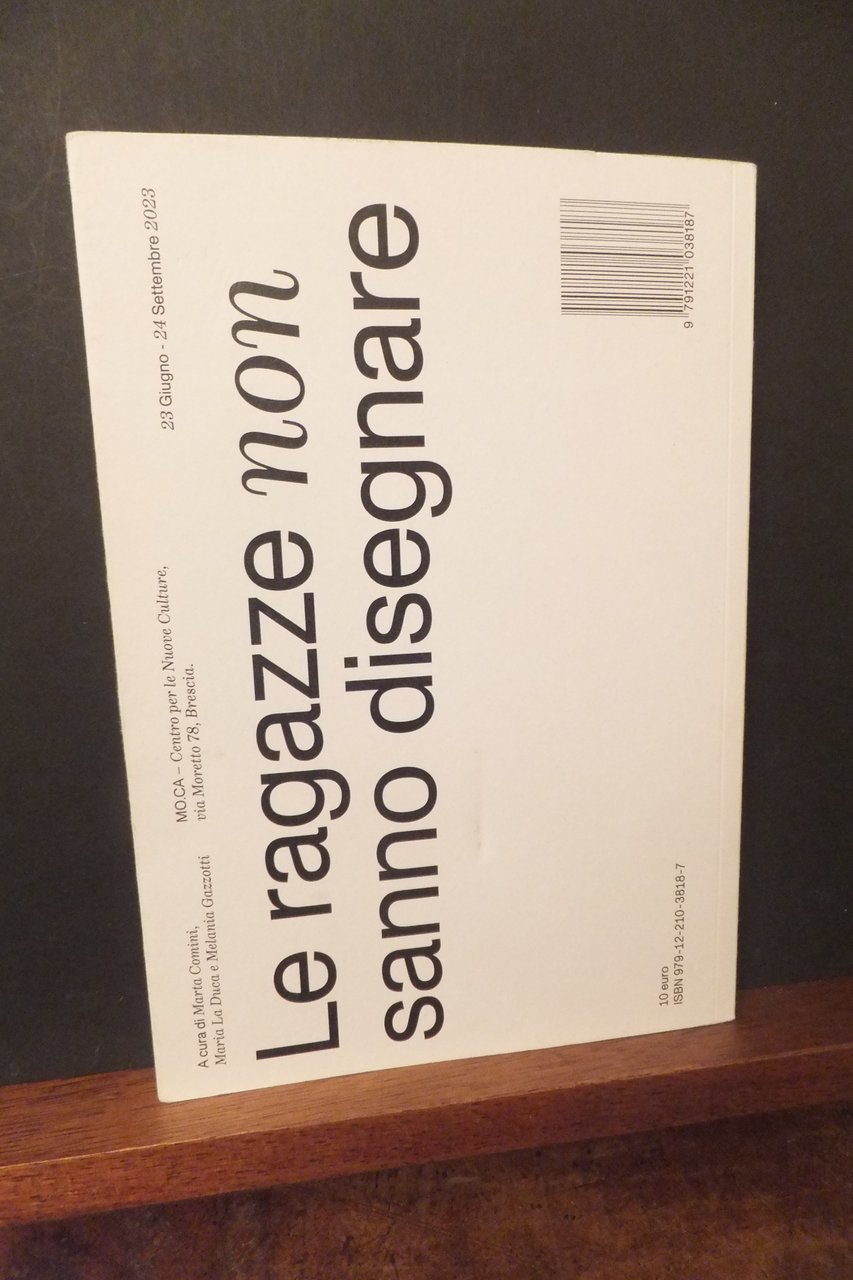 A cura di Marta Comini,
Maria La Duca e Melania Gazzotti
MO.CA – Centro per le Nuove Culture,
via Moretto 78, Brescia.
23 Giugno - 24 Settembre 2023
Le ragazze non
sanno disegnare
10 euro
ISBN 979-12-210-3818-7
9 791221 038187